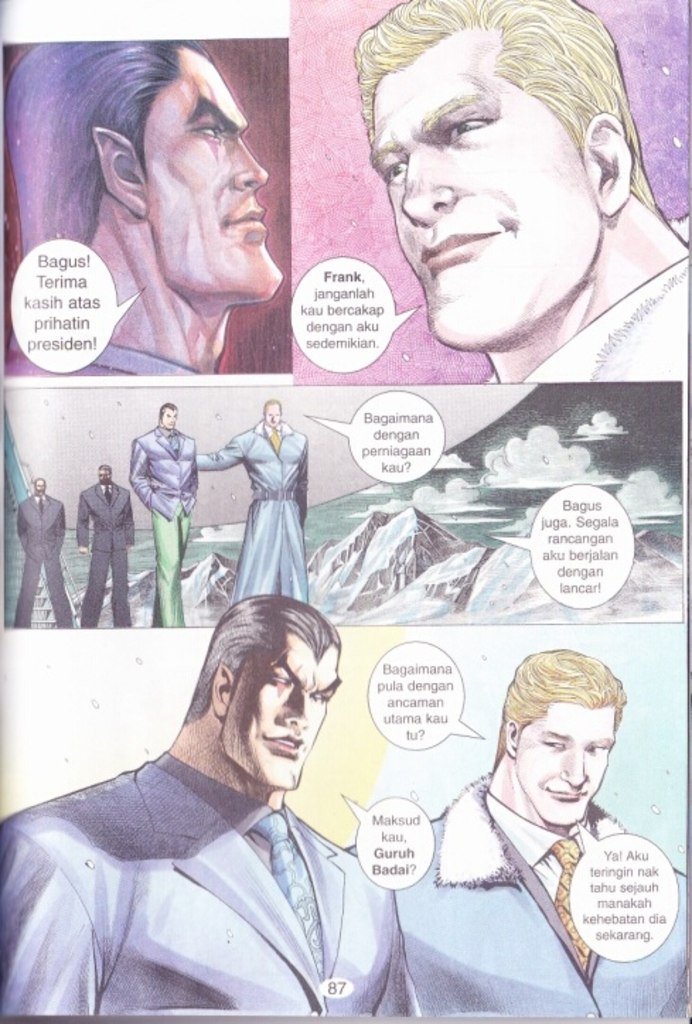 Bagus!
Terima
kasih atas
prihatin
presiden!
Frank,
janganlah
kau bercakap
dengan aku
sedemikian.
Bagaimana
dengan
perniagaan
kau?
Bagus
juga. Segala
rancangan
aku berjalan
dengan
lancar!
Bagaimana
pula dengan
ancaman
utama kau
tu?
Maksud
kau,
Guruh
Badai?
Ya! Aku
teringin nak
tahu sejauh
manakah
kehebatan dia
sekarang.
87